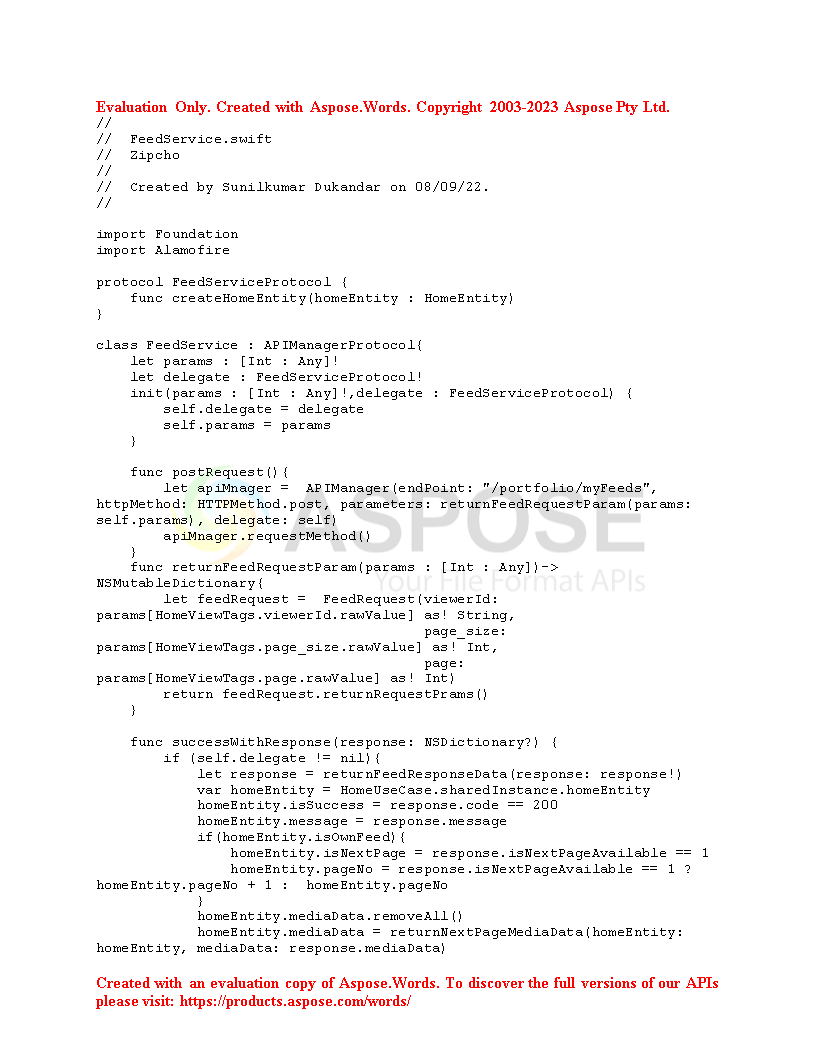 Evaluation Only. Created with Aspose.Words. Copyright 2003-2023 Aspose Pty Ltd.
//
//  FeedService.swift
//  Zipcho
//
//  Created by Sunilkumar Dukandar on 08/09/22.
//
import Foundation
import Alamofire
protocol FeedServiceProtocol {
    func createHomeEntity(homeEntity : HomeEntity)
}
class FeedService : APIManagerProtocol{
    let params : [Int : Any]!
    let delegate : FeedServiceProtocol!
    init(params : [Int : Any]!,delegate : FeedServiceProtocol) {
        self.delegate = delegate
        self.params = params
    }
    func postRequest(){
        let apiMnager =  APIManager(endPoint: "/portfolio/myFeeds",
httpMethod: HTTPMethod.post, parameters: returnFeedRequestParam(params:
self.params), delegate: self)
        apiMnager.requestMethod()
    }
    func returnFeedRequestParam(params : [Int : Any])->
NSMutableDictionary{
        let feedRequest =  FeedRequest(viewerId:
params[HomeViewTags.viewerId.rawValue] as! String,
                                       page_size:
params[HomeViewTags.page_size.rawValue] as! Int,
                                       page:
params[HomeViewTags.page.rawValue] as! Int)
        return feedRequest.returnRequestPrams()
    }
ASPOSE
Your File Format APIs
    func successWithResponse(response: NSDictionary?) {
        if (self.delegate != nil){
            let response = returnFeedResponseData(response: response!)
            var homeEntity = HomeUseCase.sharedInstance.homeEntity
            homeEntity.isSuccess = response.code == 200
            homeEntity.message = response.message
            if(homeEntity.isOwnFeed){
                homeEntity.isNextPage = response.isNextPageAvailable == 1
                homeEntity.pageNo = response.isNextPageAvailable == 1 ?
homeEntity.pageNo + 1 :  homeEntity.pageNo
            }
            homeEntity.mediaData.removeAll()
            homeEntity.mediaData = returnNextPageMediaData(homeEntity:
homeEntity, mediaData: response.mediaData)
Created with an evaluation copy of Aspose.Words. To discover the full versions of our APIs
please visit: https://products.aspose.com/words/